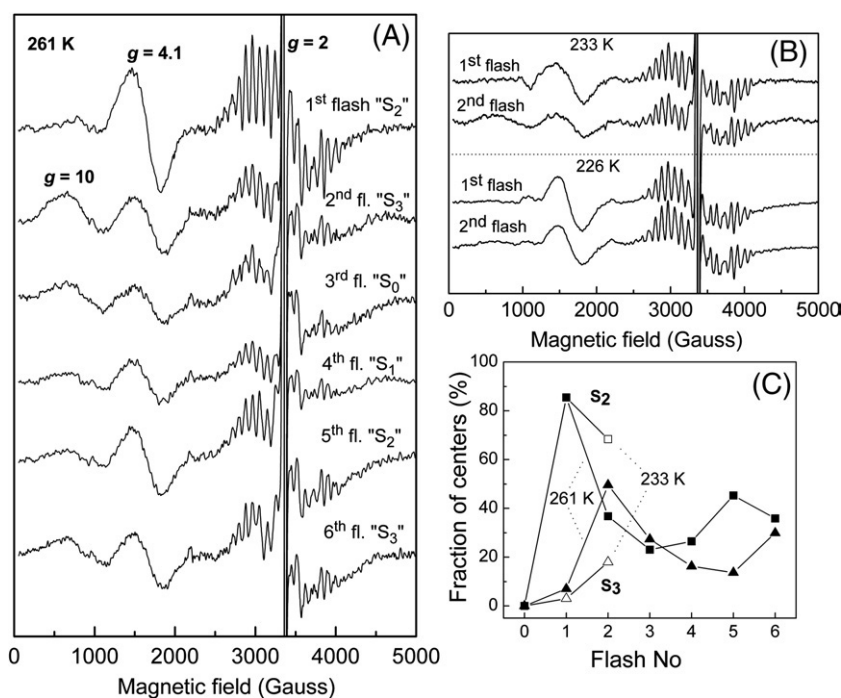 (A)
261 K
g = 4.1
g = 2
1st flash "S2"
g = 10
2nd fl. "S3"
3rd fl. "S0"
4th fl. "S1"
5th fl. "S2"
6th fl. "S3"
0 1000 2000 3000 4000 5000
Magnetic field (Gauss)
(B)
233 K
1st flash
2nd flash
226 K
1st flash
2nd flash
0 1000 2000 3000 4000 5000
Magnetic field (Gauss)
(C)
Fraction of centers (%)
100
80
60
40
20
0
S2
261 K
233 K
S3
0 1 2 3 4 5 6
Flash No